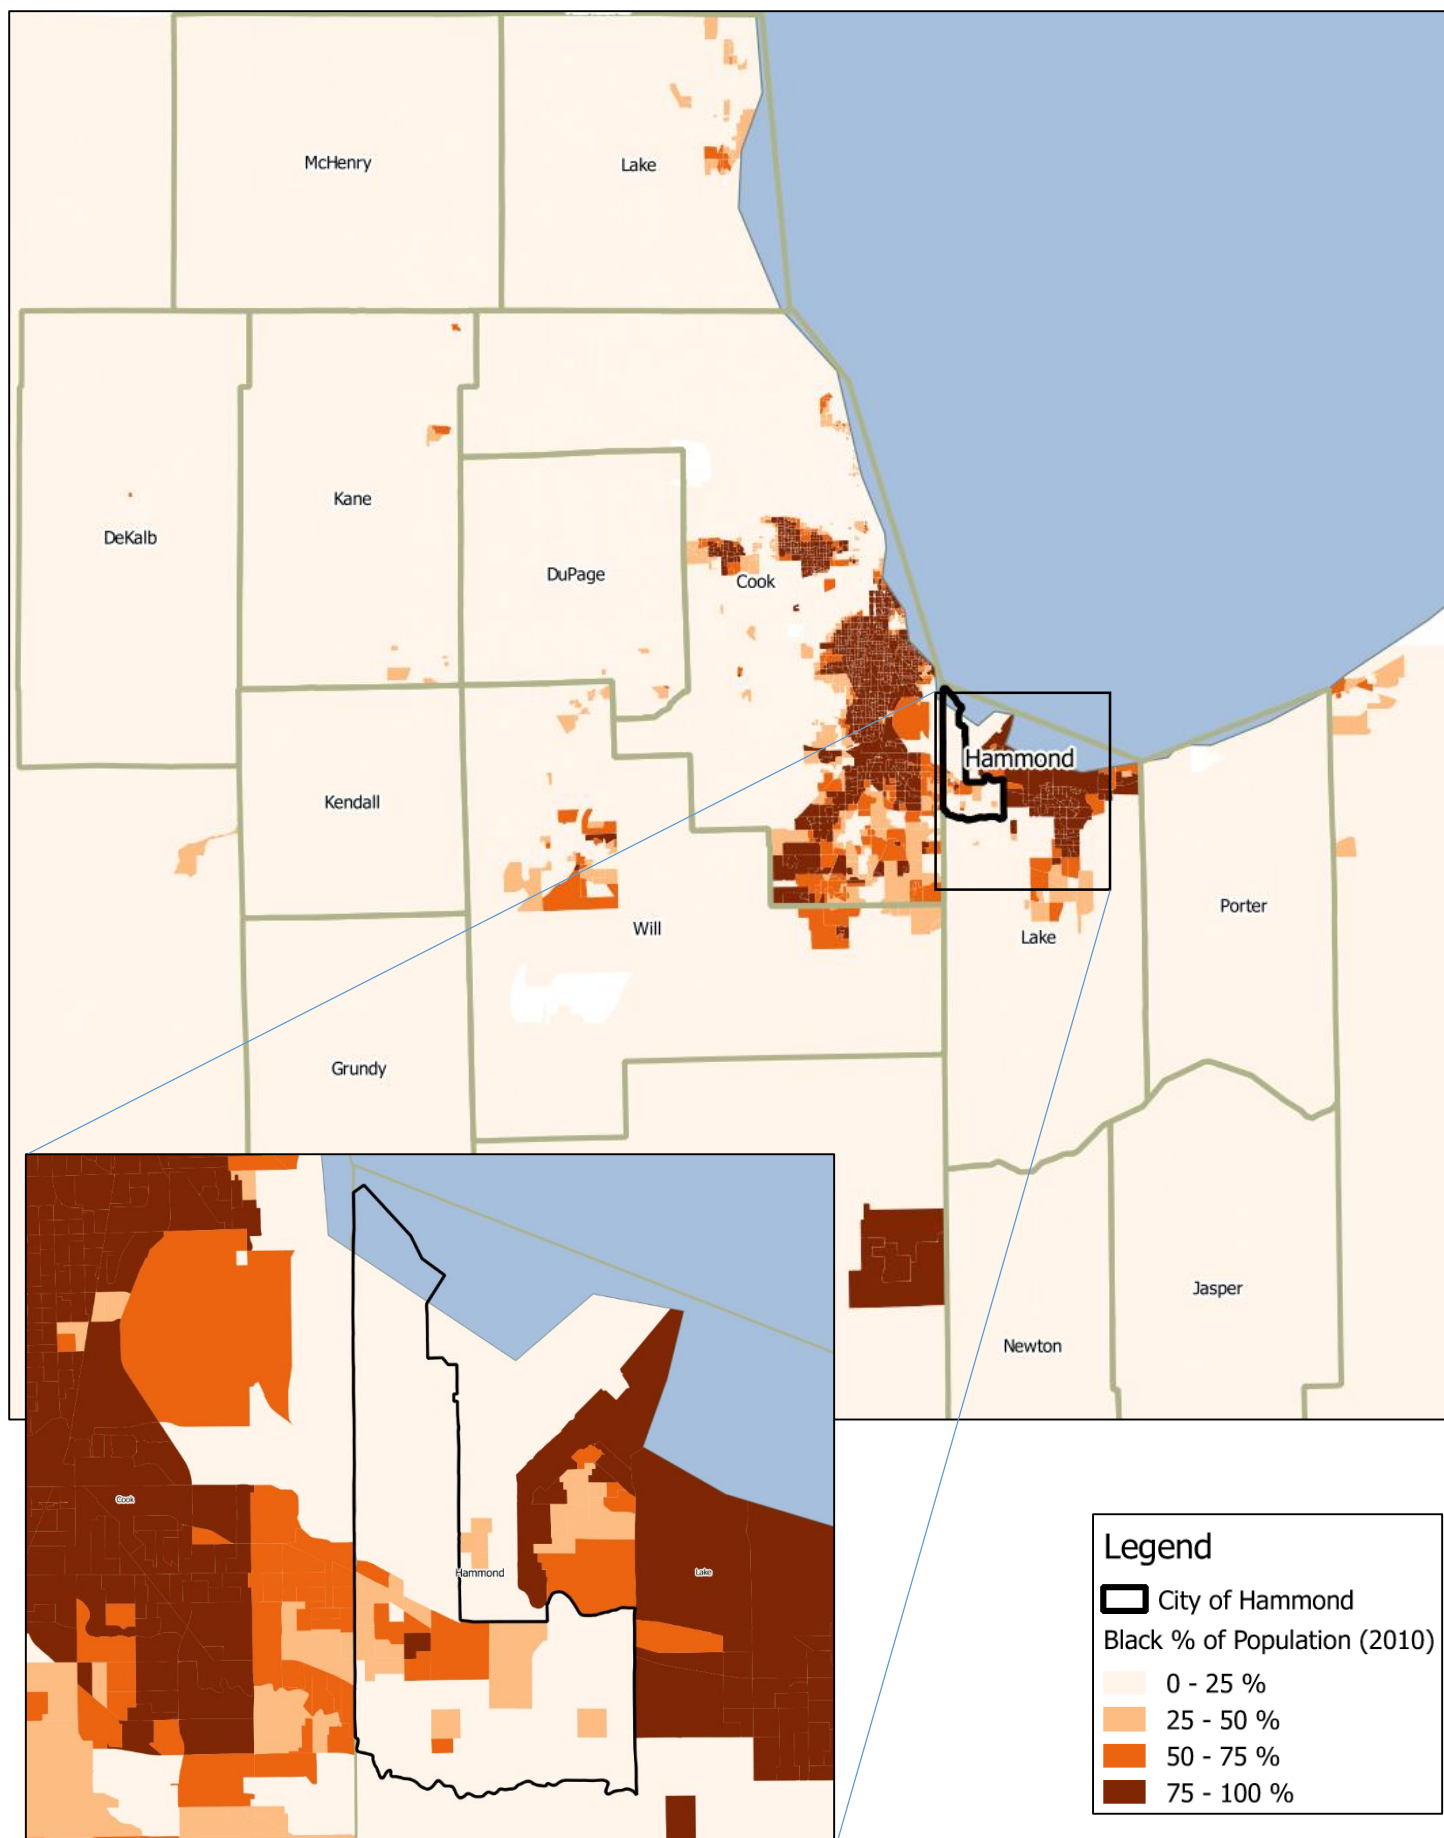 McHenry
Lake
Kane
DeKalb
DuPage
Cook
Hammond
Kendall
Porter
Will
Lake
Grundy
Jasper
Newton
Cook
Hammond
Lake
Legend
City of Hammond
Black % of Population (2010)
0 - 25 %
25 - 50 %
50 - 75 %
75 - 100 %